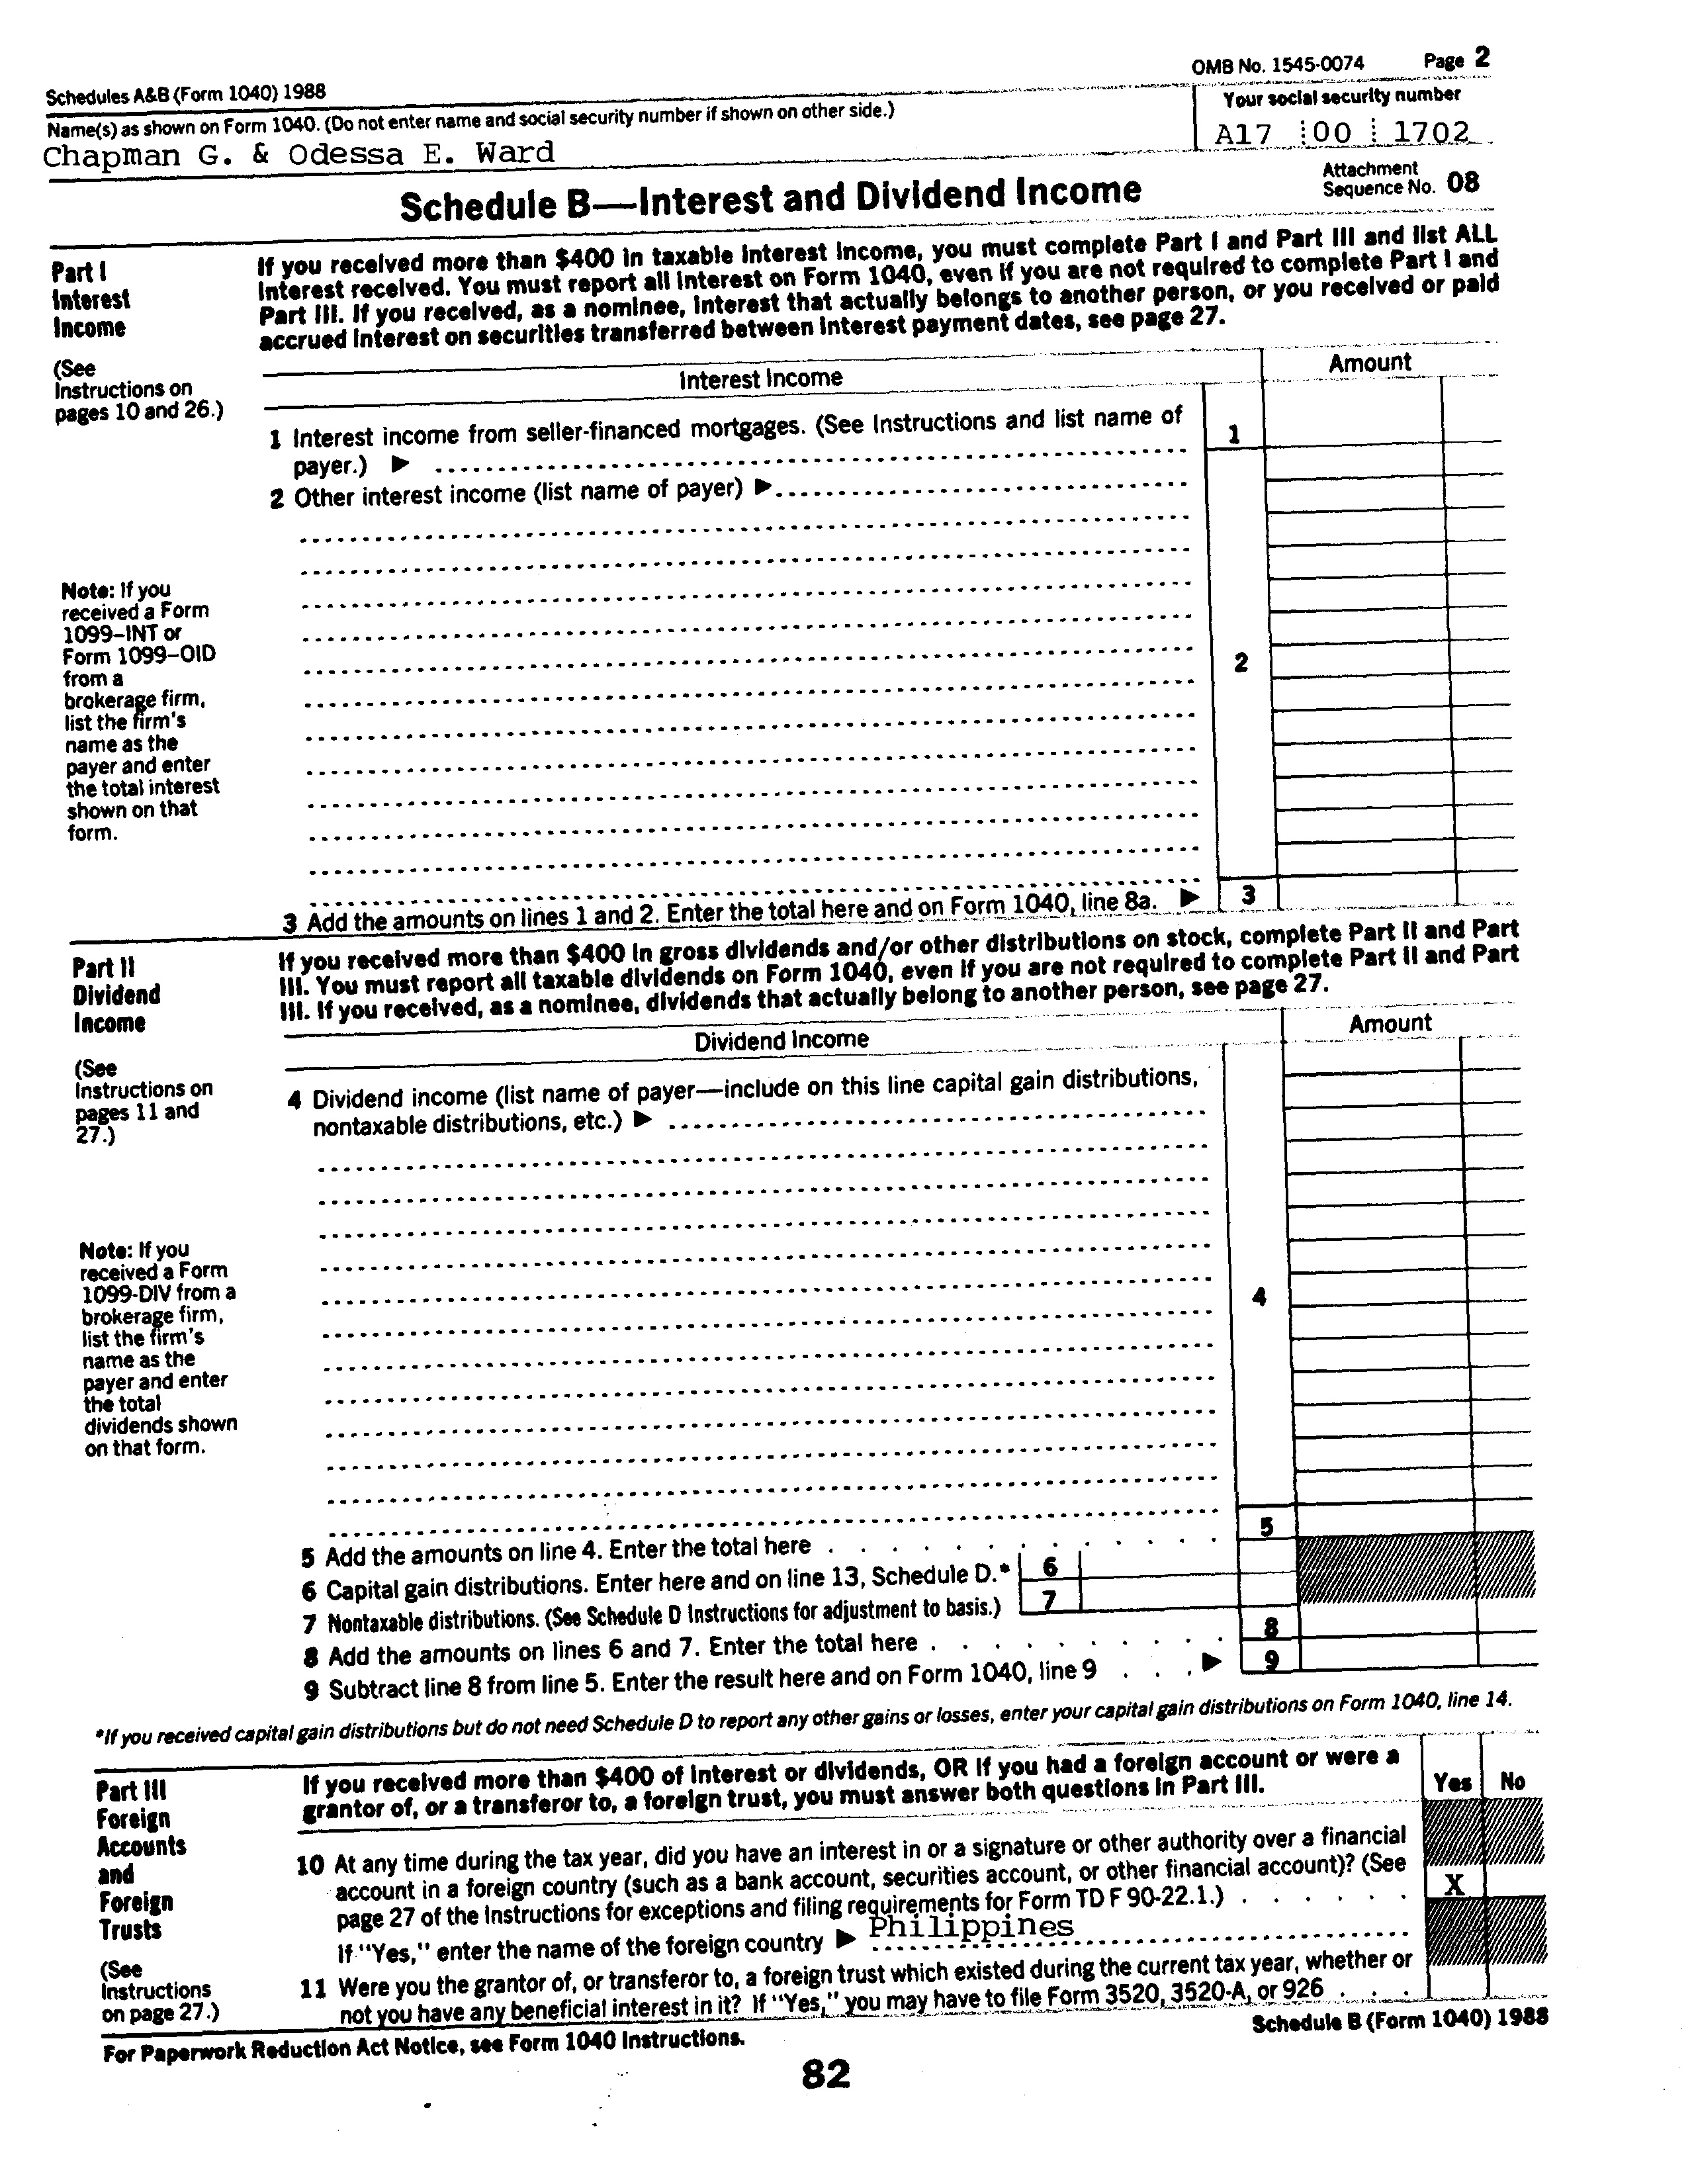 Schedules A&B (Form 1040) 1988
OMB No. 1545-0074 Page 2
Name(s) as shown on Form 1040. (Do not enter name and social security number if shown on other side.)
Your social security number
Chapman G. & Odessa E. Ward
A17 00 1702
Schedule B—Interest and Dividend Income
Attachment
Sequence No. 08
Part I
Interest
Income
(See
Instructions on
pages 10 and 26.)
If you received more than $400 in taxable interest income, you must complete Part I and Part III and list ALL
interest received. You must report all interest on Form 1040, even if you are not required to complete Part I and
Part III. If you received, as a nominee, interest that actually belongs to another person, or you received or paid
accrued interest on securities transferred between interest payment dates, see page 27.
Interest Income
Amount
1 Interest income from seller-financed mortgages. (See Instructions and list name of
payer.) ▶
1
2 Other interest income (list name of payer) ▶
Note: If you
received a Form
1099–INT or
Form 1099–OID
from a
brokerage firm,
list the firm's
name as the
payer and enter
the total interest
shown on that
form.
2
3 Add the amounts on lines 1 and 2. Enter the total here and on Form 1040, line 8a. ▶
3
Part II
Dividend
Income
(See
Instructions on
pages 11 and
27.)
If you received more than $400 in gross dividends and/or other distributions on stock, complete Part II and Part
III. You must report all taxable dividends on Form 1040, even if you are not required to complete Part II and Part
III. If you received, as a nominee, dividends that actually belong to another person, see page 27.
Dividend Income
Amount
4 Dividend income (list name of payer—include on this line capital gain distributions,
nontaxable distributions, etc.) ▶
Note: If you
received a Form
1099-DIV from a
brokerage firm,
list the firm's
name as the
payer and enter
the total
dividends shown
on that form.
4
5 Add the amounts on line 4. Enter the total here
5
6 Capital gain distributions. Enter here and on line 13, Schedule D.*
6
7 Nontaxable distributions. (See Schedule D Instructions for adjustment to basis.)
7
8 Add the amounts on lines 6 and 7. Enter the total here
8
9 Subtract line 8 from line 5. Enter the result here and on Form 1040, line 9 ▶
9
*If you received capital gain distributions but do not need Schedule D to report any other gains or losses, enter your capital gain distributions on Form 1040, line 14.
Part III
Foreign
Accounts
and
Foreign
Trusts
(See
Instructions
on page 27.)
If you received more than $400 of interest or dividends, OR if you had a foreign account or were a
grantor of, or a transferor to, a foreign trust, you must answer both questions in Part III.
Yes No
10 At any time during the tax year, did you have an interest in or a signature or other authority over a financial
account in a foreign country (such as a bank account, securities account, or other financial account)? (See
page 27 of the Instructions for exceptions and filing requirements for Form TD F 90-22.1.)
X
If "Yes," enter the name of the foreign country ▶ Philippines
11 Were you the grantor of, or transferor to, a foreign trust which existed during the current tax year, whether or
not you have any beneficial interest in it? If "Yes," you may have to file Form 3520, 3520-A, or 926
For Paperwork Reduction Act Notice, see Form 1040 Instructions.
Schedule B (Form 1040) 1988
82